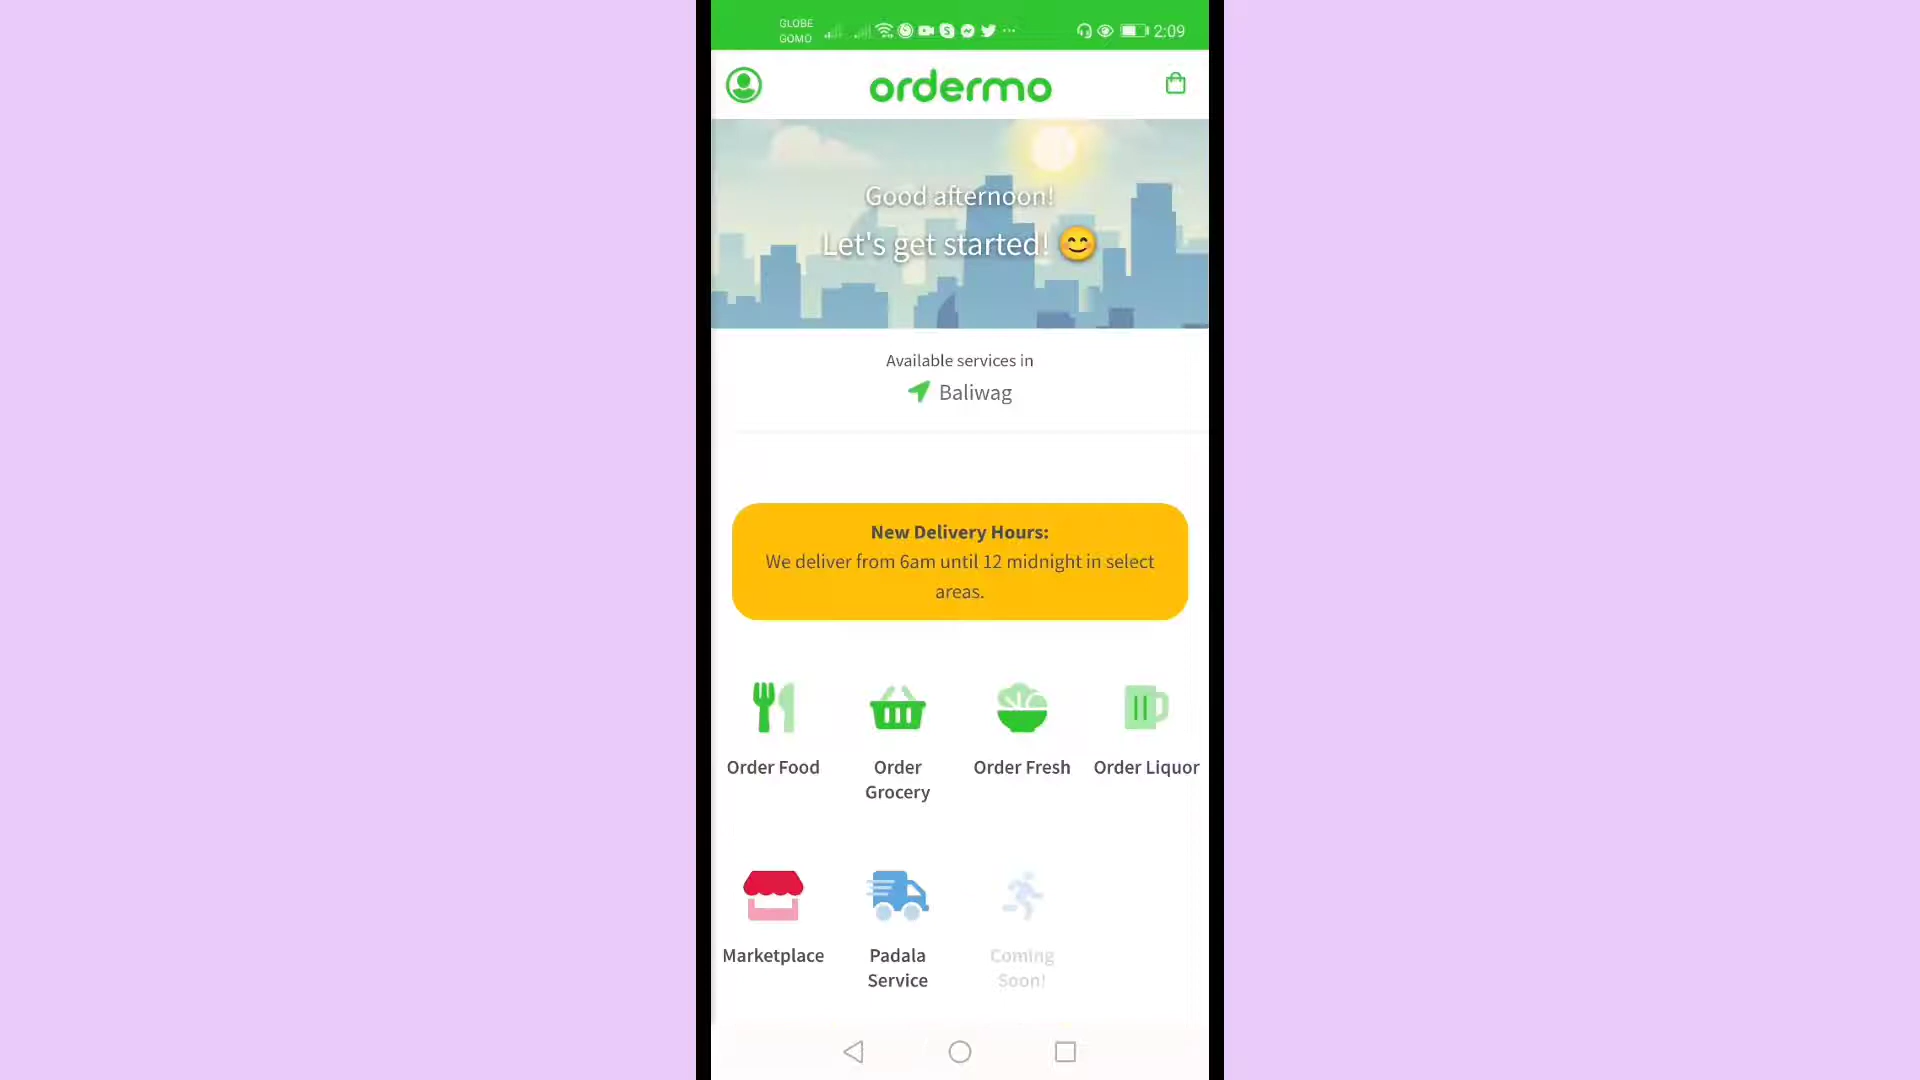 GLOBE
GOMO
2:09
ordermo
Good afternoon!
Let's get started! 😊
Available services in
Baliwag
New Delivery Hours:
We deliver from 6am until 12 midnight in select
areas.
Order Food
Order
Grocery
Order Fresh
Order Liquor
Marketplace
Padala
Service
Coming
Soon!